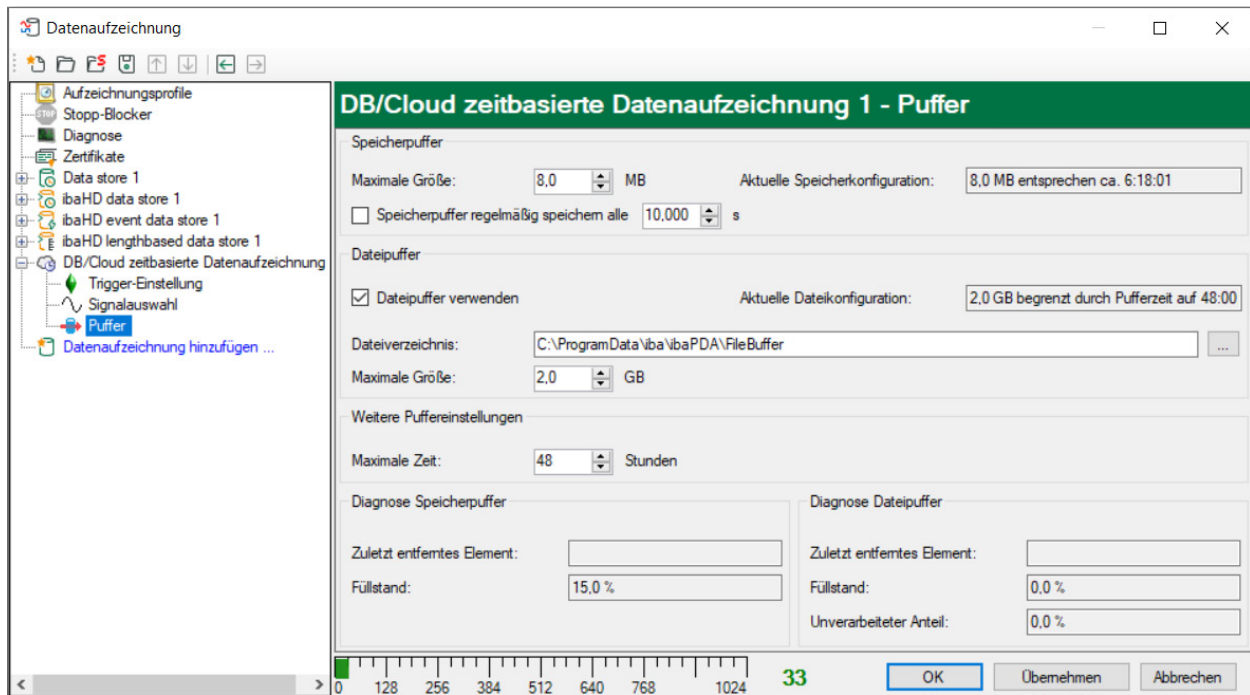 Datenaufzeichnung
Aufzeichnungsprofile
Stopp-Blocker
Diagnose
Zertifikate
Data store 1
ibaHD data store 1
ibaHD event data store 1
ibaHD lengthbased data store 1
DB/Cloud zeitbasierte Datenaufzeichnung
Trigger-Einstellung
Signalauswahl
Puffer
Datenaufzeichnung hinzufügen ...
DB/Cloud zeitbasierte Datenaufzeichnung 1 - Puffer
Speicherpuffer
Maximale Größe: 8,0 MB Aktuelle Speicherkonfiguration: 8,0 MB entsprechen ca. 6:18:01
Speicherpuffer regelmäßig speichern alle 10,000 s
Dateipuffer
Dateipuffer verwenden Aktuelle Dateikonfiguration: 2,0 GB begrenzt durch Pufferzeit auf 48:00
Dateiverzeichnis: C:\ProgramData\iba\ibaPDA\FileBuffer ...
Maximale Größe: 2,0 GB
Weitere Puffereinstellungen
Maximale Zeit: 48 Stunden
Diagnose Speicherpuffer
Zuletzt entferntes Element:
Füllstand: 15,0 %
Diagnose Dateipuffer
Zuletzt entferntes Element:
Füllstand: 0,0 %
Unverarbeiteter Anteil: 0,0 %
0 128 256 384 512 640 768 1024
33
OK Übernehmen Abbrechen